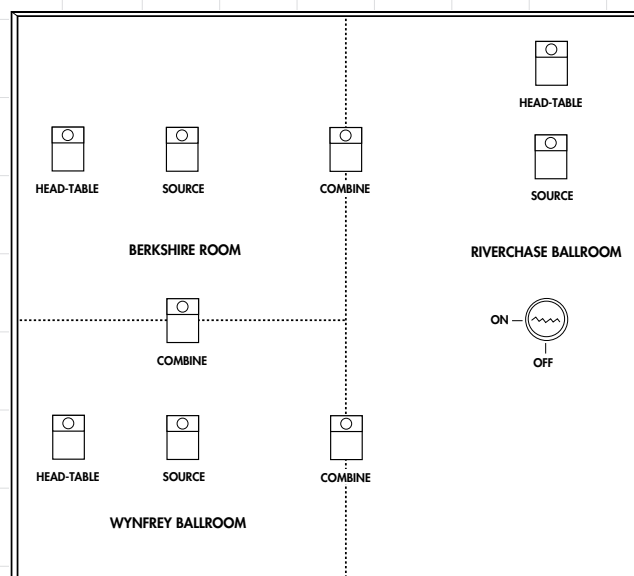 HEAD-TABLE
HEAD-TABLE
SOURCE
COMBINE
SOURCE
BERKSHIRE ROOM
RIVERCHASE BALLROOM
ON
COMBINE
OFF
HEAD-TABLE
SOURCE
COMBINE
WYNFREY BALLROOM